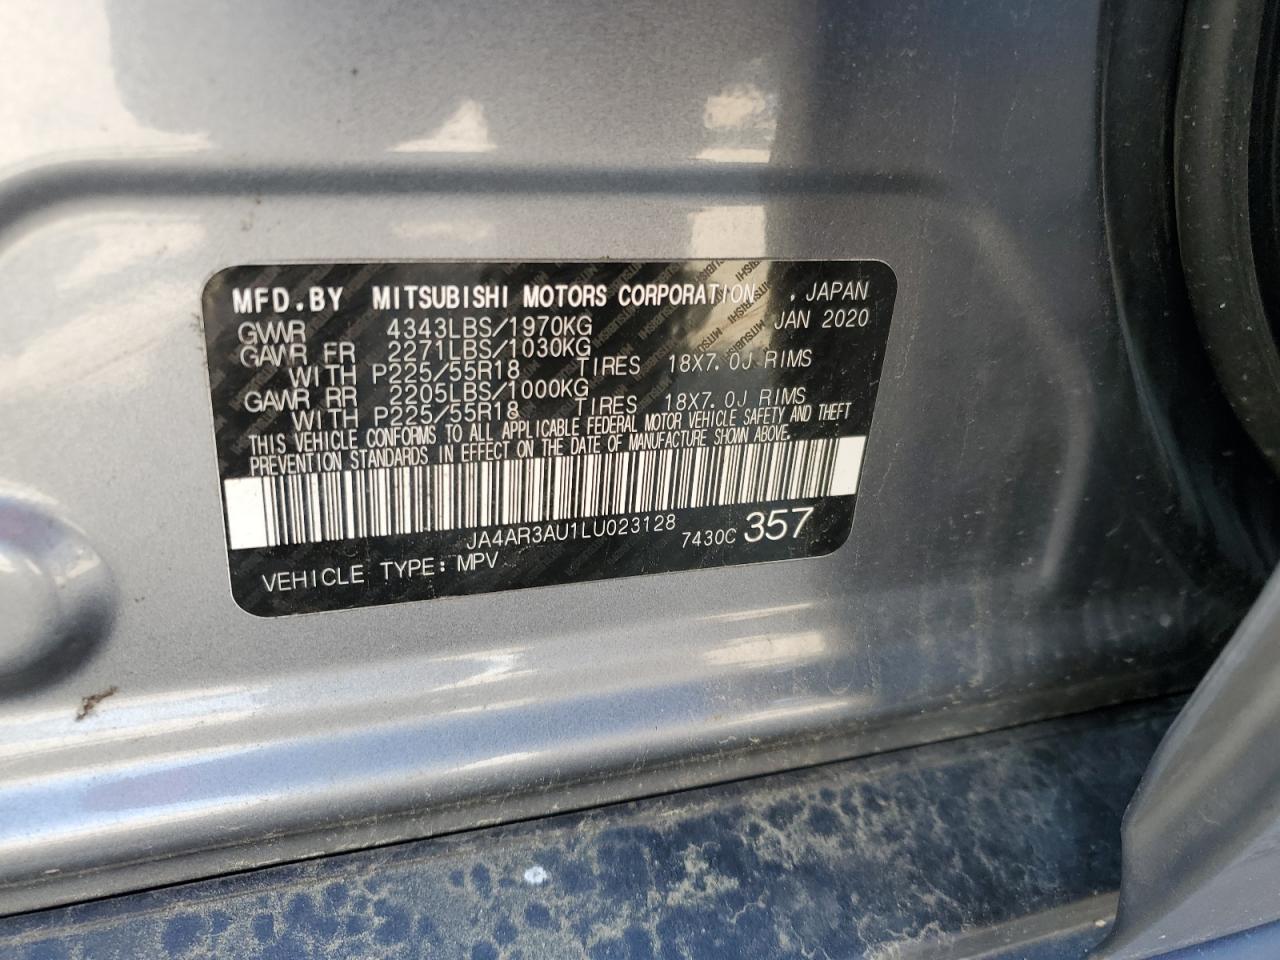 MFD.BY MITSUBISHI MOTORS CORPORATION , JAPAN
GVWR 4343LBS/1970KG JAN 2020
GAWR FR 2271LBS/1030KG
WITH P225/55R18 TIRES 18X7.0J RIMS
GAWR RR 2205LBS/1000KG
WITH P225/55R18 TIRES 18X7.0J RIMS
THIS VEHICLE CONFORMS TO ALL APPLICABLE FEDERAL MOTOR VEHICLE SAFETY AND THEFT
PREVENTION STANDARDS IN EFFECT ON THE DATE OF MANUFACTURE SHOWN ABOVE.
JA4AR3AU1LU023128 7430C 357
VEHICLE TYPE: MPV